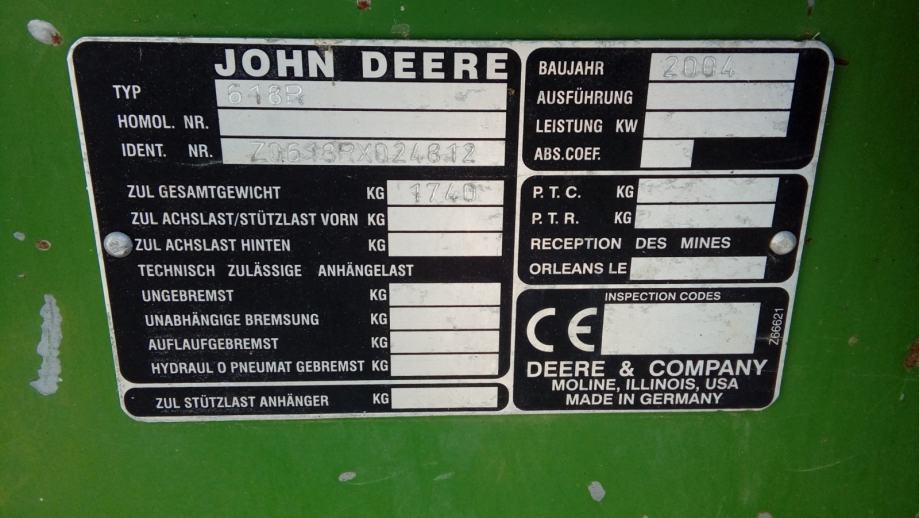 JOHN DEERE
TYP 618R
HOMOL. NR.
IDENT. NR. Z0618RX024812
ZUL GESAMTGEWICHT KG 1740
ZUL ACHSLAST/STÜTZLAST VORN KG
ZUL ACHSLAST HINTEN KG
TECHNISCH ZULÄSSIGE ANHÄNGELAST
UNGEBREMST KG
UNABHÄNGIGE BREMSUNG KG
AUFLAUFGEBREMST KG
HYDRAUL O PNEUMAT GEBREMST KG
ZUL STÜTZLAST ANHÄNGER KG
BAUJAHR 2004
AUSFÜHRUNG
LEISTUNG KW
ABS.COEF.
P.T.C. KG
P.T.R. KG
RECEPTION DES MINES
ORLEANS LE
INSPECTION CODES
CE
Z66621
DEERE & COMPANY
MOLINE, ILLINOIS, USA
MADE IN GERMANY